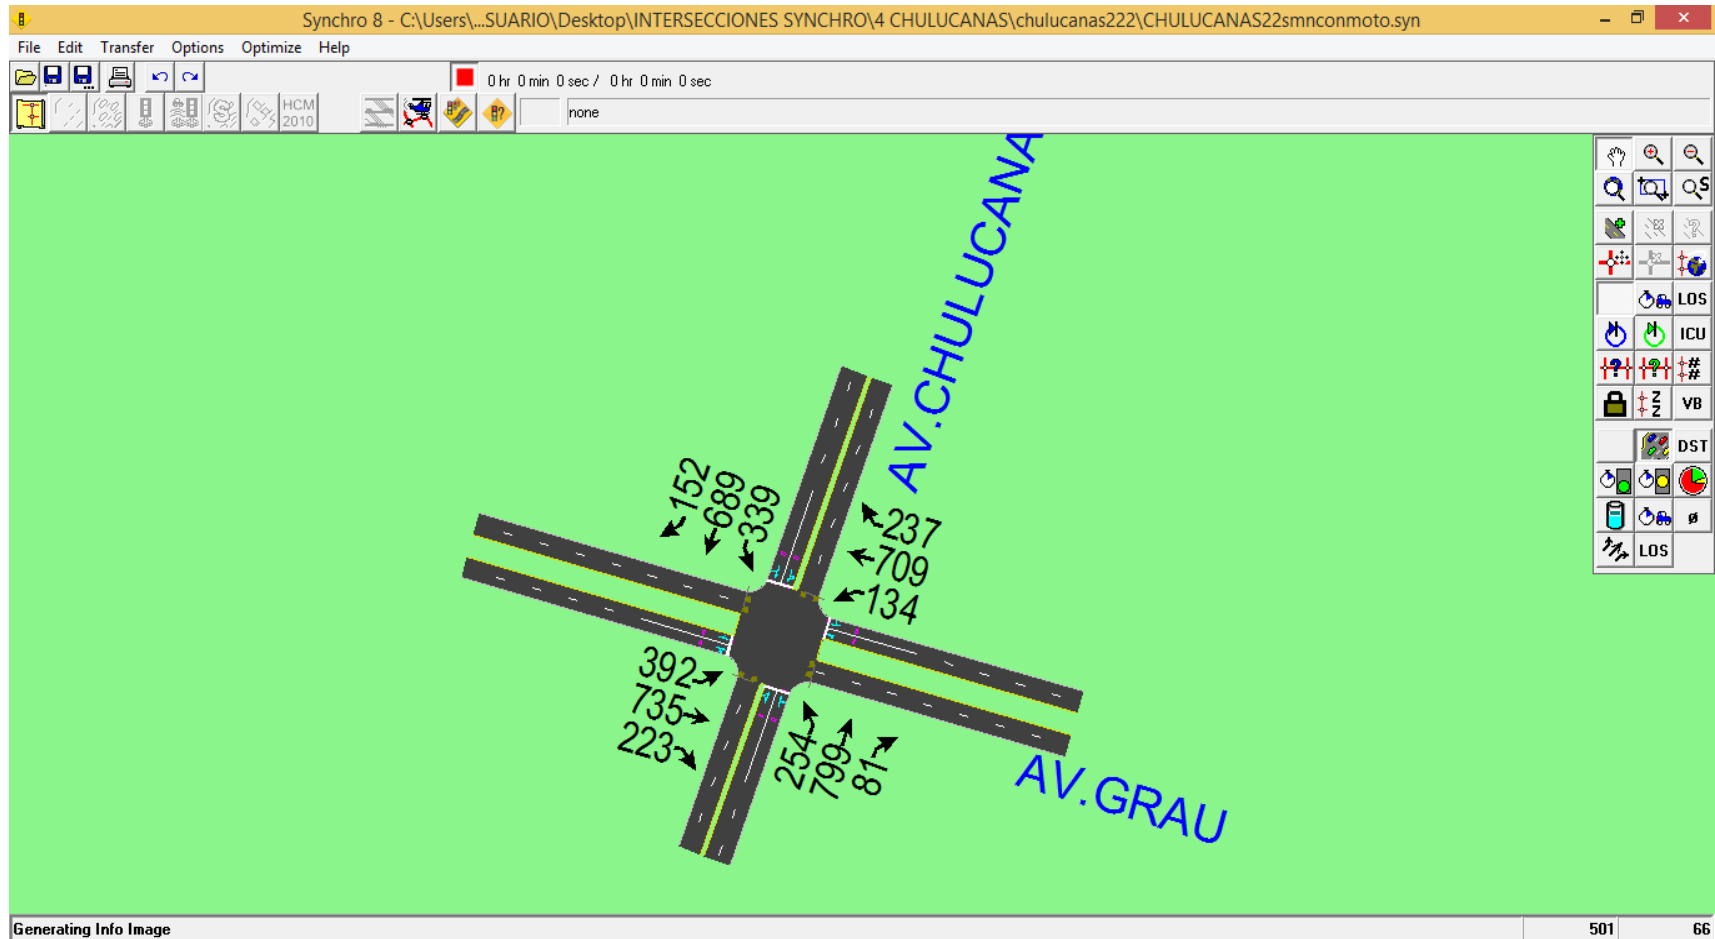 Synchro 8 - C:\Users\...SUARIO\Desktop\INTERSECCIONES SYNCHRO\4 CHULUCANAS\chulucanas222\CHULUCANAS22smnconmoto.syn
File Edit Transfer Options Optimize Help
0 hr 0 min 0 sec / 0 hr 0 min 0 sec
HCM 2010
none
S
LOS
ICU
# #
Z Z
VB
DST
ø
LOS
AV.CHULUCANA
152
689
339
237
709
134
392
735
223
254
799
81
AV.GRAU
Generating Info Image 501 66